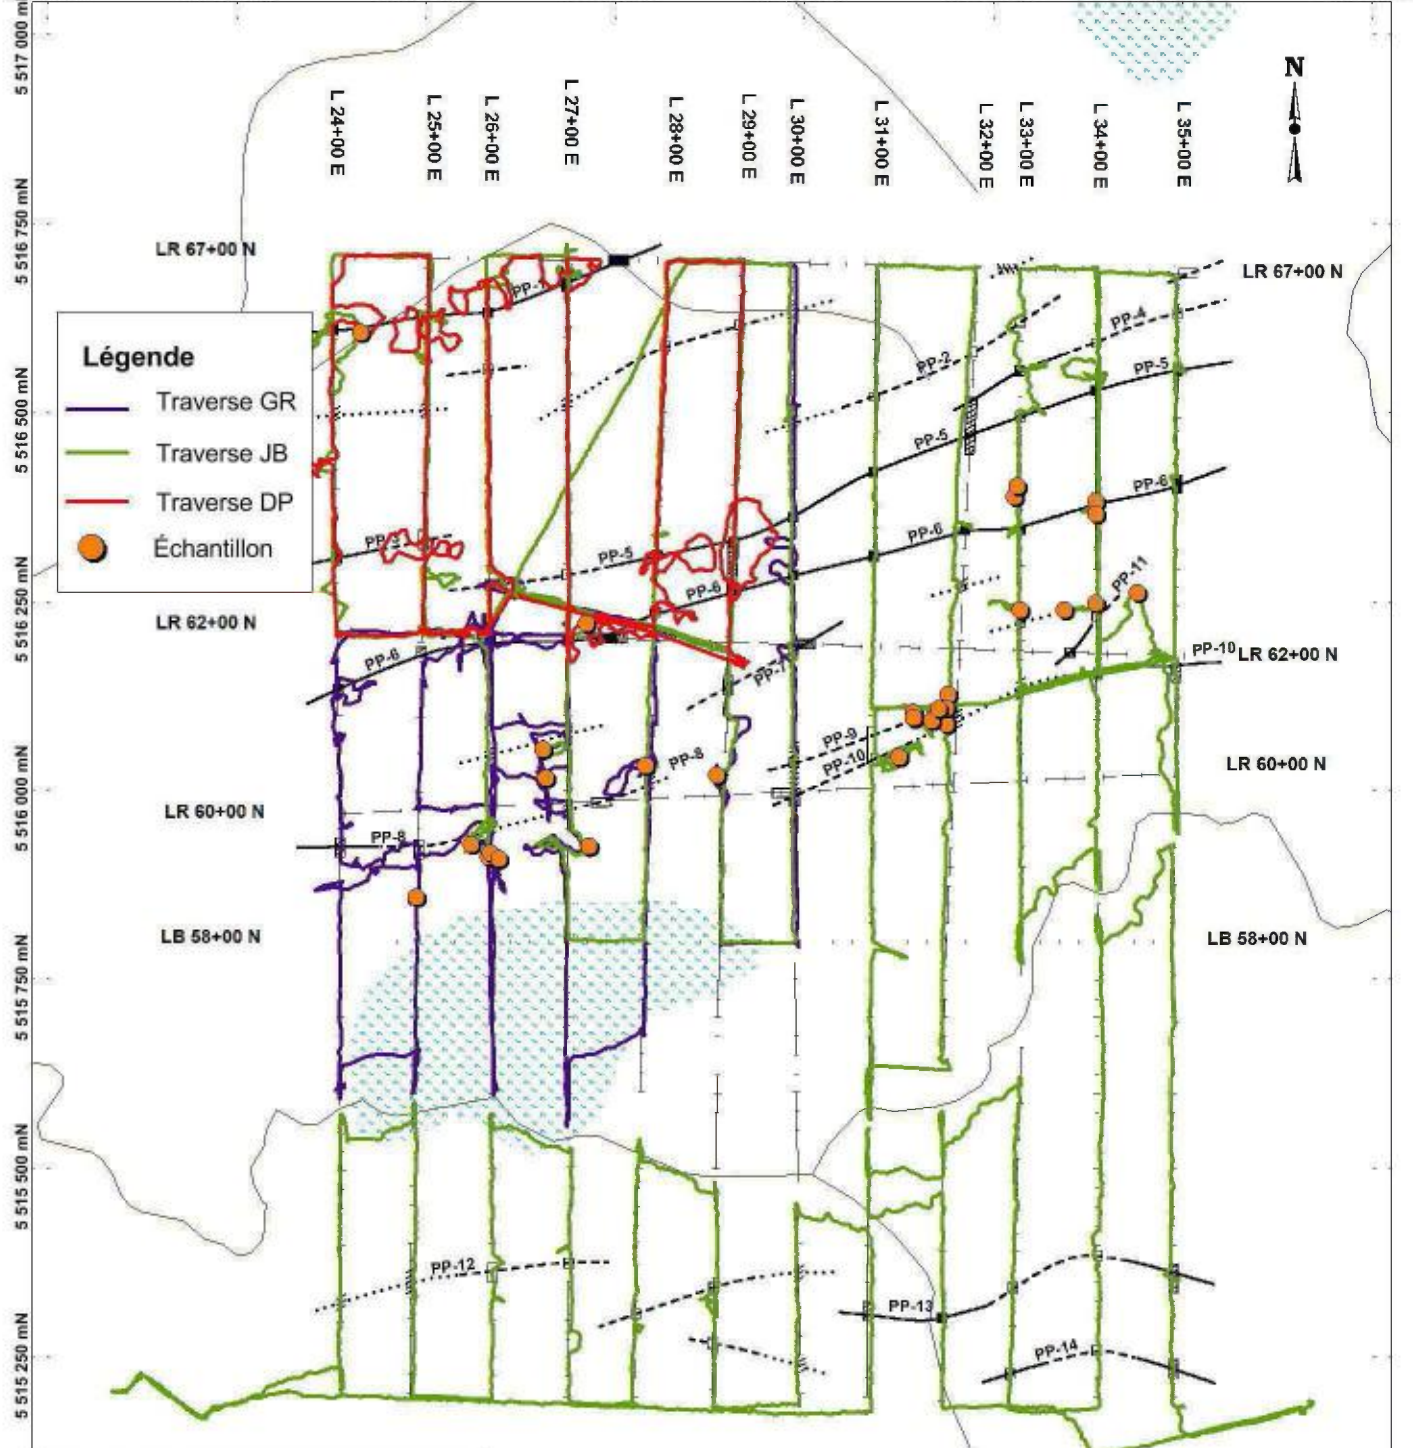 N
L 24+00 E
L 25+00 E
L 26+00 E
L 27+00 E
L 28+00 E
L 29+00 E
L 30+00 E
L 31+00 E
L 32+00 E
L 33+00 E
L 34+00 E
L 35+00 E
5 517 000 m
5 516 750 mN
5 516 500 mN
5 516 250 mN
5 516 000 mN
5 515 750 mN
5 515 500 mN
5 515 250 mN
LR 67+00 N
LR 67+00 N
Légende
Traverse GR
Traverse JB
Traverse DP
Échantillon
PP-4
PP-2
PP-5
PP-5
PP-6
PP-6
PP-5
PP-6
PP-11
LR 62+00 N
PP-10
LR 62+00 N
PP-6
PP-7
PP-9
PP-8
PP-10
LR 60+00 N
LR 60+00 N
PP-8
LB 58+00 N
LB 58+00 N
PP-12
PP-13
PP-14